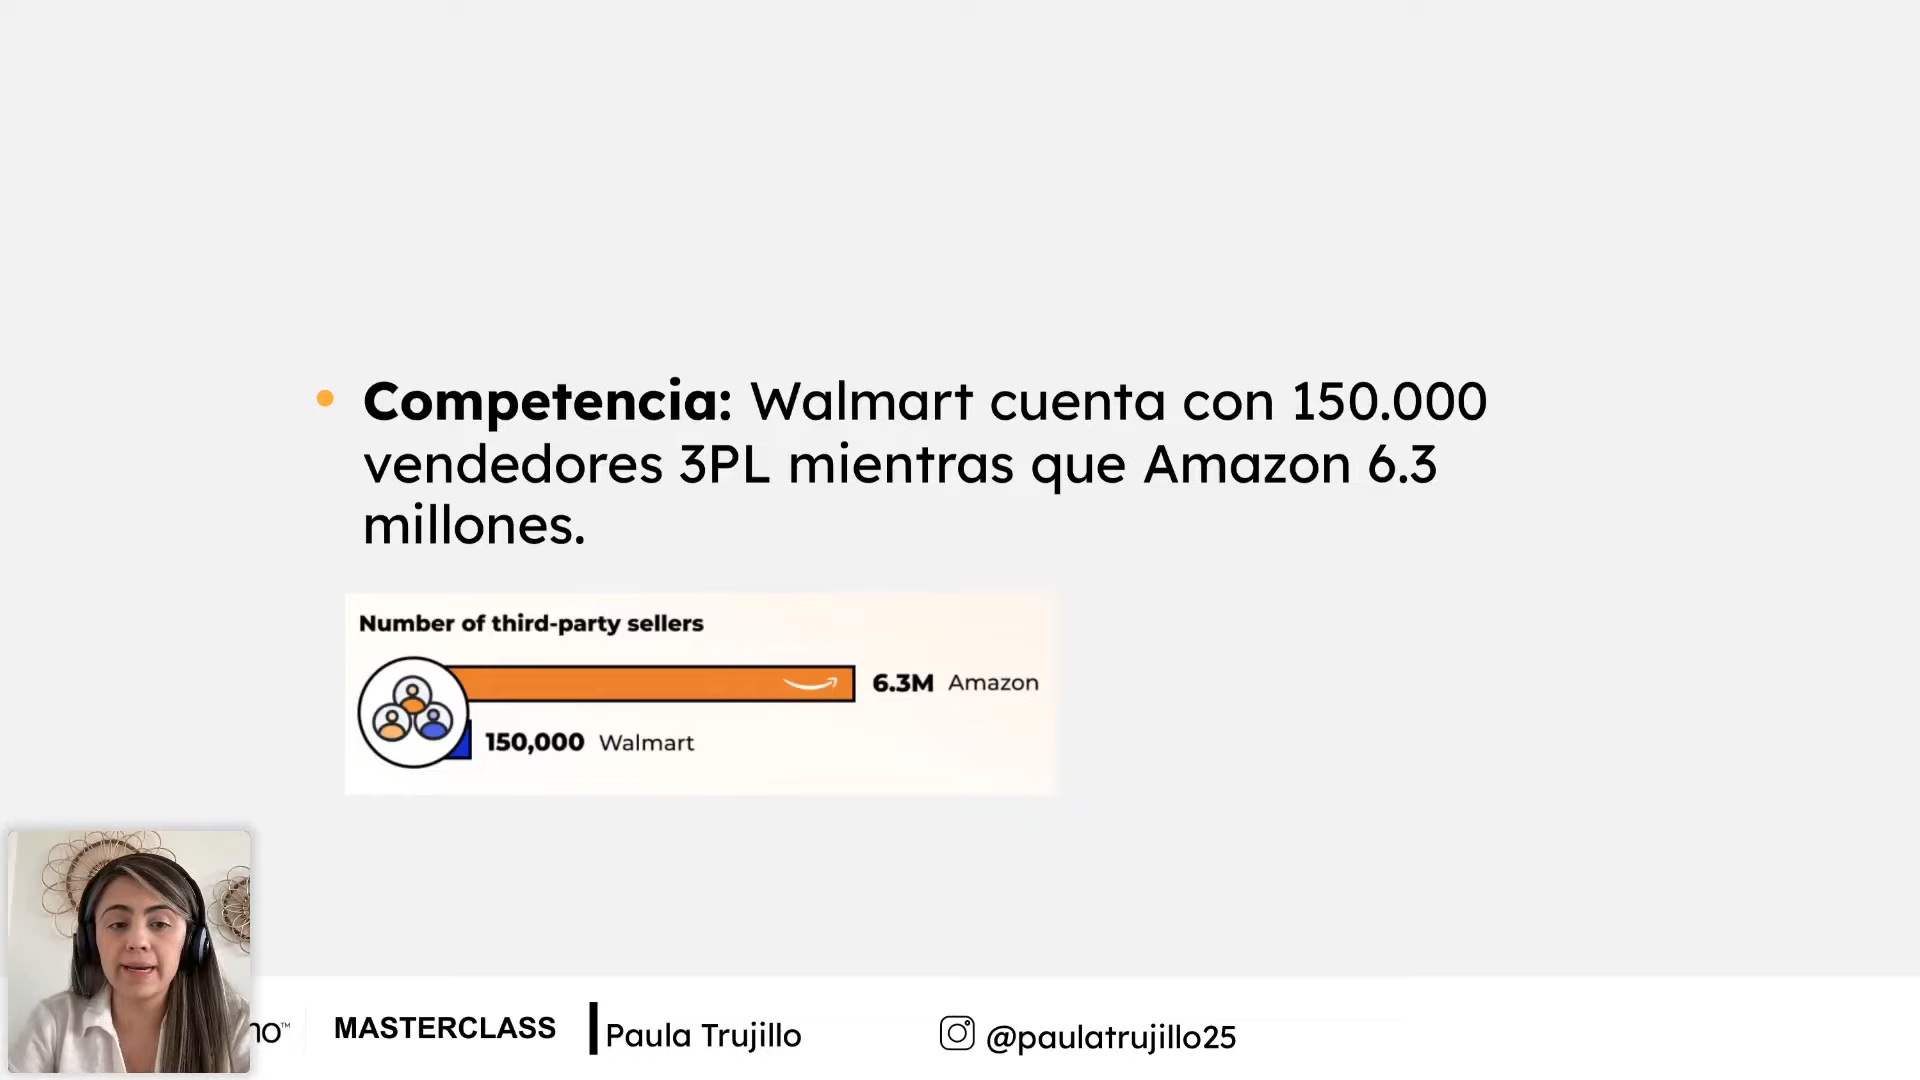 Competencia: Walmart cuenta con 150.000
vendedores 3PL mientras que Amazon 6.3
millones.
Number of third-party sellers
6.3M Amazon
150,000 Walmart
MASTERCLASS
Paula Trujillo
@paulatrujillo25